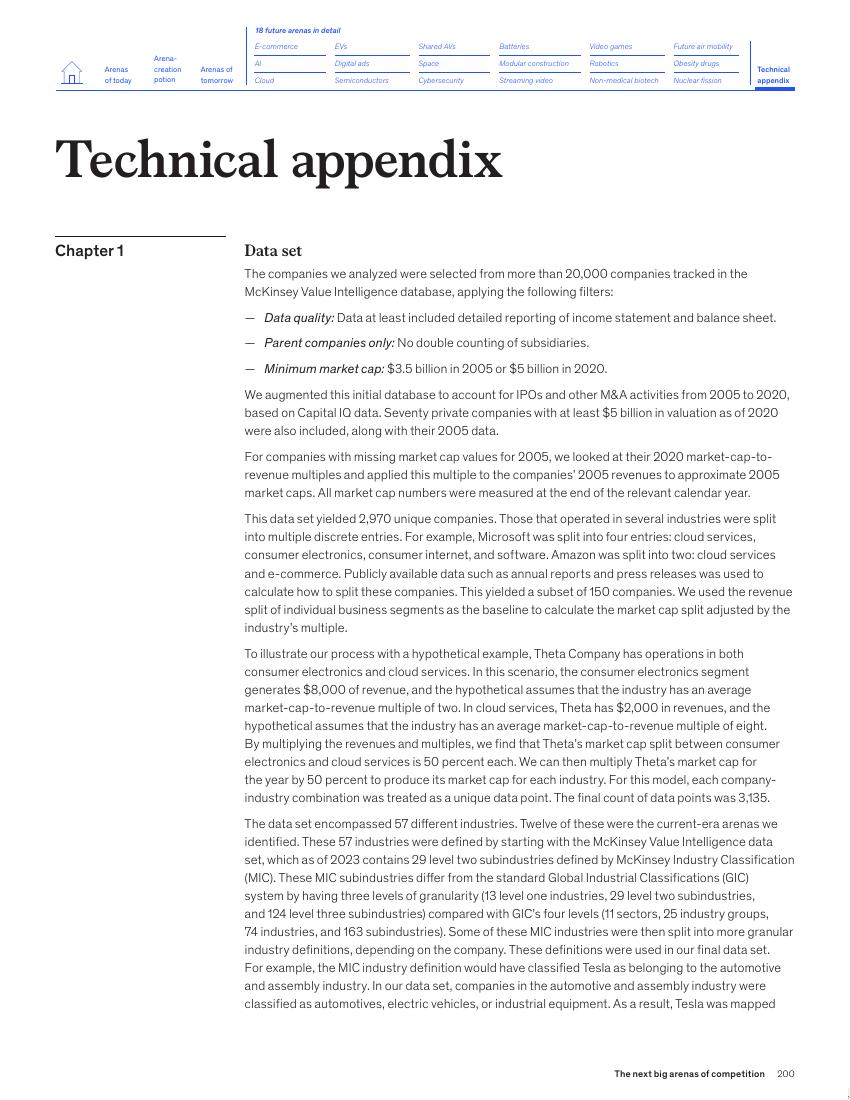 18 future arenas in detail
Arenas of today
Arena-creation potion
Arenas of tomorrow
E-commerce EVs Shared AVs Batteries Video games Future air mobility
AI Digital ads Space Modular construction Robotics Obesity drugs
Cloud Semiconductors Cybersecurity Streaming video Non-medical biotech Nuclear fission
Technical appendix
Technical appendix
Chapter 1
Data set
The companies we analyzed were selected from more than 20,000 companies tracked in the
McKinsey Value Intelligence database, applying the following filters:
— Data quality: Data at least included detailed reporting of income statement and balance sheet.
— Parent companies only: No double counting of subsidiaries.
— Minimum market cap: $3.5 billion in 2005 or $5 billion in 2020.
We augmented this initial database to account for IPOs and other M&A activities from 2005 to 2020,
based on Capital IQ data. Seventy private companies with at least $5 billion in valuation as of 2020
were also included, along with their 2005 data.
For companies with missing market cap values for 2005, we looked at their 2020 market-cap-to-
revenue multiples and applied this multiple to the companies' 2005 revenues to approximate 2005
market caps. All market cap numbers were measured at the end of the relevant calendar year.
This data set yielded 2,970 unique companies. Those that operated in several industries were split
into multiple discrete entries. For example, Microsoft was split into four entries: cloud services,
consumer electronics, consumer internet, and software. Amazon was split into two: cloud services
and e-commerce. Publicly available data such as annual reports and press releases was used to
calculate how to split these companies. This yielded a subset of 150 companies. We used the revenue
split of individual business segments as the baseline to calculate the market cap split adjusted by the
industry's multiple.
To illustrate our process with a hypothetical example, Theta Company has operations in both
consumer electronics and cloud services. In this scenario, the consumer electronics segment
generates $8,000 of revenue, and the hypothetical assumes that the industry has an average
market-cap-to-revenue multiple of two. In cloud services, Theta has $2,000 in revenues, and the
hypothetical assumes that the industry has an average market-cap-to-revenue multiple of eight.
By multiplying the revenues and multiples, we find that Theta's market cap split between consumer
electronics and cloud services is 50 percent each. We can then multiply Theta's market cap for
the year by 50 percent to produce its market cap for each industry. For this model, each company-
industry combination was treated as a unique data point. The final count of data points was 3,135.
The data set encompassed 57 different industries. Twelve of these were the current-era arenas we
identified. These 57 industries were defined by starting with the McKinsey Value Intelligence data
set, which as of 2023 contains 29 level two subindustries defined by McKinsey Industry Classification
(MIC). These MIC subindustries differ from the standard Global Industrial Classifications (GIC)
system by having three levels of granularity (13 level one industries, 29 level two subindustries,
and 124 level three subindustries) compared with GIC's four levels (11 sectors, 25 industry groups,
74 industries, and 163 subindustries). Some of these MIC industries were then split into more granular
industry definitions, depending on the company. These definitions were used in our final data set.
For example, the MIC industry definition would have classified Tesla as belonging to the automotive
and assembly industry. In our data set, companies in the automotive and assembly industry were
classified as automotives, electric vehicles, or industrial equipment. As a result, Tesla was mapped
The next big arenas of competition 200